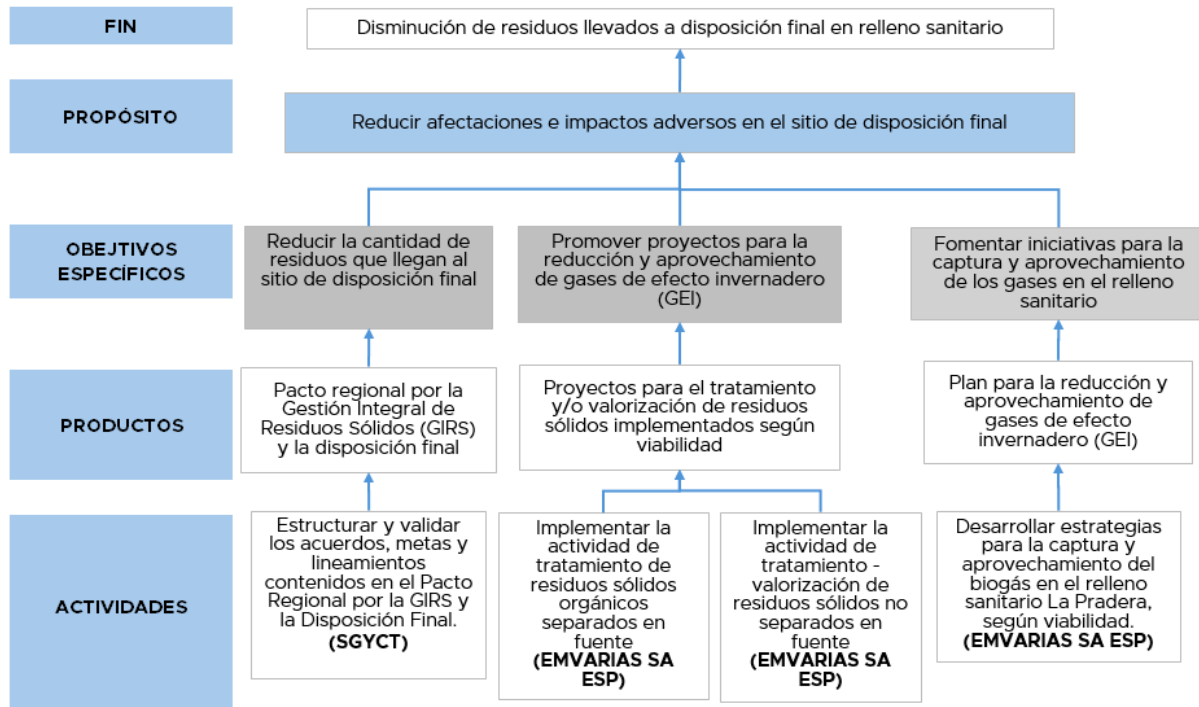 FIN
Disminución de residuos llevados a disposición final en relleno sanitario
PROPÓSITO
Reducir afectaciones e impactos adversos en el sitio de disposición final
OBEJTIVOS
ESPECÍFICOS
Reducir la cantidad de
residuos que llegan al
sitio de disposición final
Promover proyectos para la
reducción y aprovechamiento
de gases de efecto invernadero
(GEI)
Fomentar iniciativas para la
captura y aprovechamiento
de los gases en el relleno
sanitario
PRODUCTOS
Pacto regional por la
Gestión Integral de
Residuos Sólidos (GIRS)
y la disposición final
Proyectos para el tratamiento
y/o valorización de residuos
sólidos implementados según
viabilidad
Plan para la reducción y
aprovechamiento de
gases de efecto
invernadero (GEI)
ACTIVIDADES
Estructurar y validar
los acuerdos, metas y
lineamientos
contenidos en el Pacto
Regional por la GIRS y
la Disposición Final.
(SGYCT)
Implementar la
actividad de
tratamiento de
residuos sólidos
orgánicos
separados en
fuente
(EMVARIAS SA
ESP)
Implementar la
actividad de
tratamiento -
valorización de
residuos sólidos no
separados en
fuente
(EMVARIAS SA
ESP)
Desarrollar estrategias
para la captura y
aprovechamiento del
biogás en el relleno
sanitario La Pradera,
según viabilidad.
(EMVARIAS SA ESP)